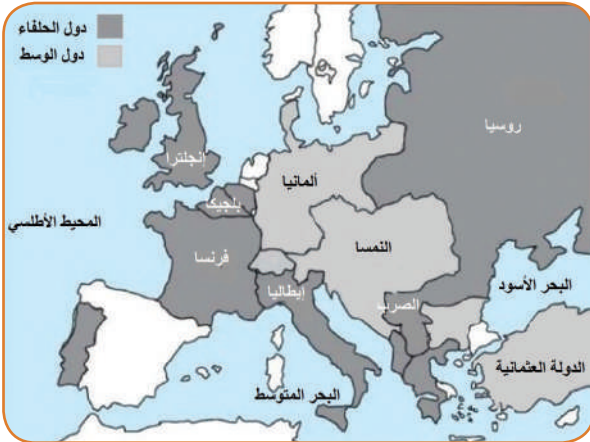 دول الحلفاء
دول الوسط
روسيا
إنجلترا
ألمانيا
بلجيكا
المحيط الأطلسي
النمسا
فرنسا
البحر الأسود
إيطاليا
الصرب
الدولة العثمانية
البحر المتوسط